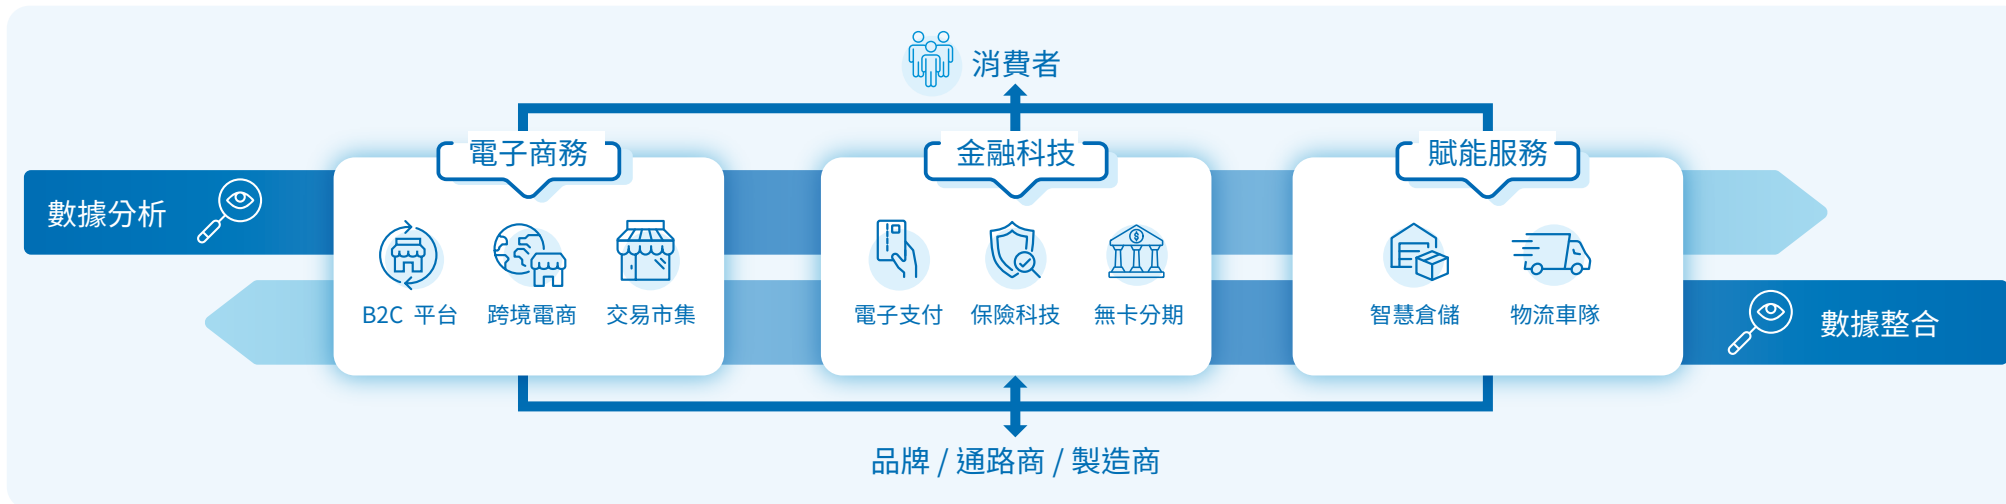 消費者
電子商務
金融科技
賦能服務
數據分析
B2C 平台
跨境電商
交易市集
電子支付
保險科技
無卡分期
智慧倉儲
物流車隊
數據整合
品牌 / 通路商 / 製造商